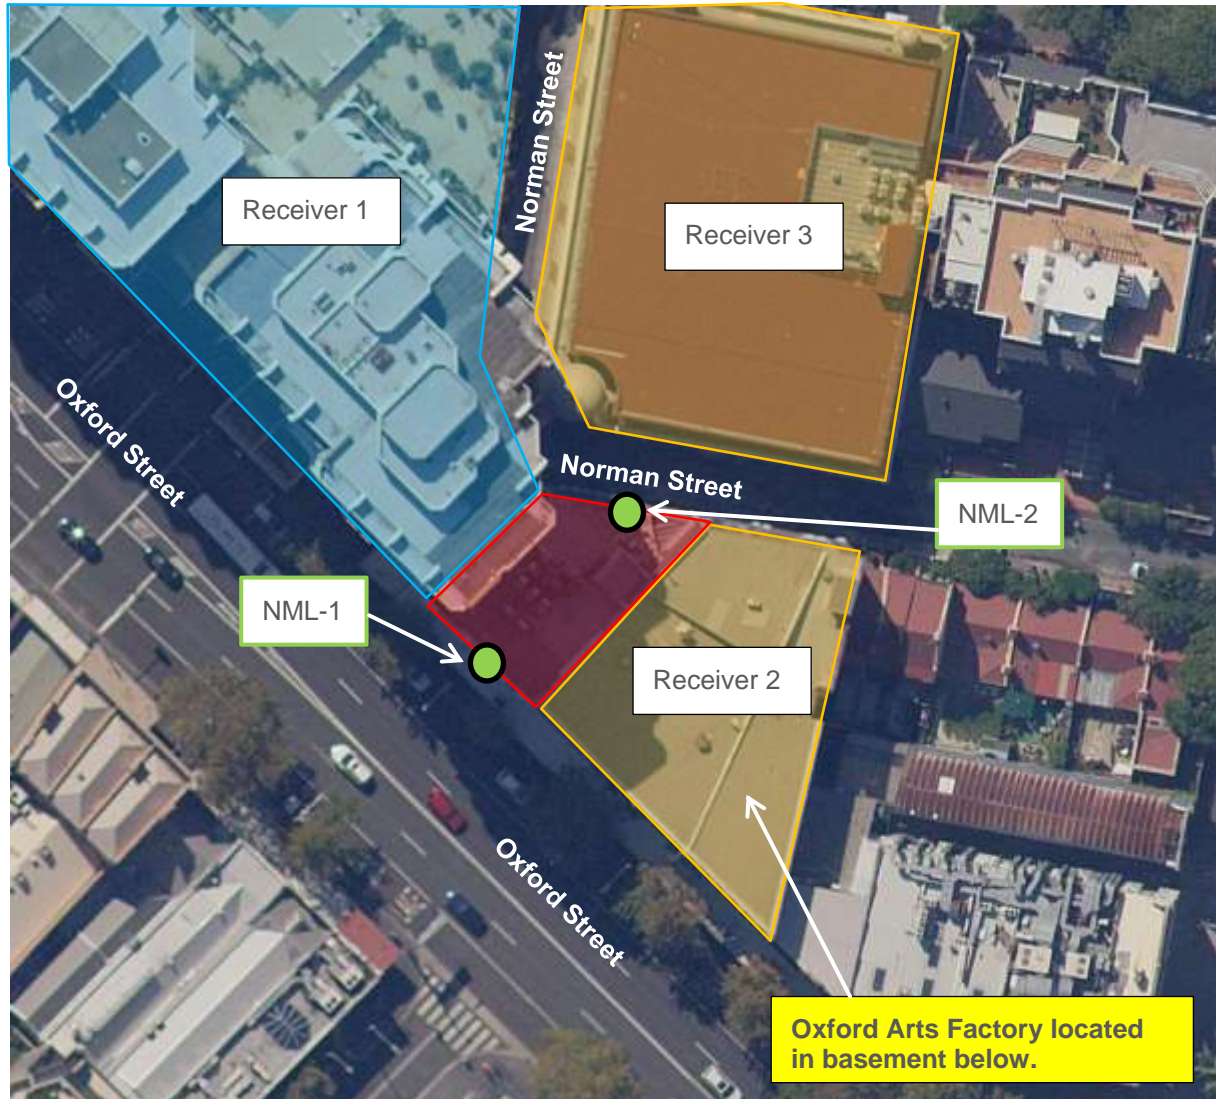 Norman Street
Receiver 1
Receiver 3
Oxford Street
Norman Street
NML-2
NML-1
Receiver 2
Oxford Street
Oxford Arts Factory located
in basement below.